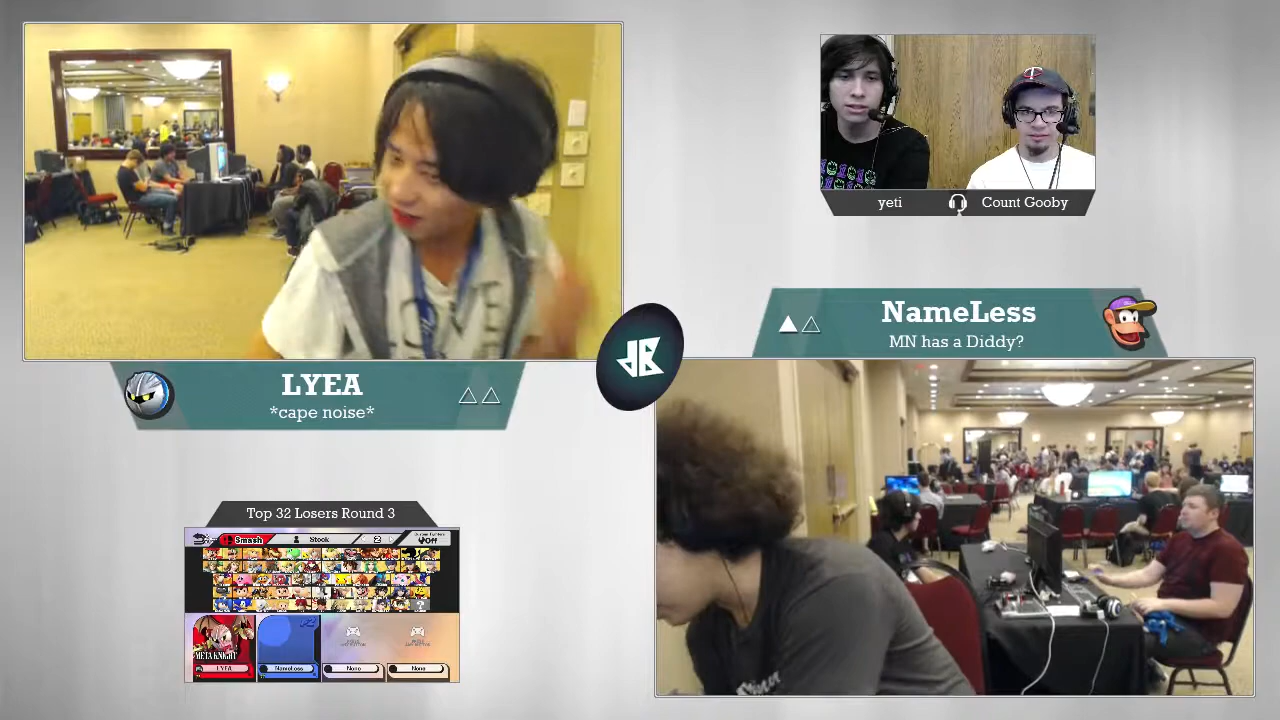 yeti
Count Gooby
NameLess
MN has a Diddy?
LYEA
*cape noise*
Top 32 Losers Round 3
Smash
Stock
2
Off
META KNIGHT
LYEA
NameLess
None
None